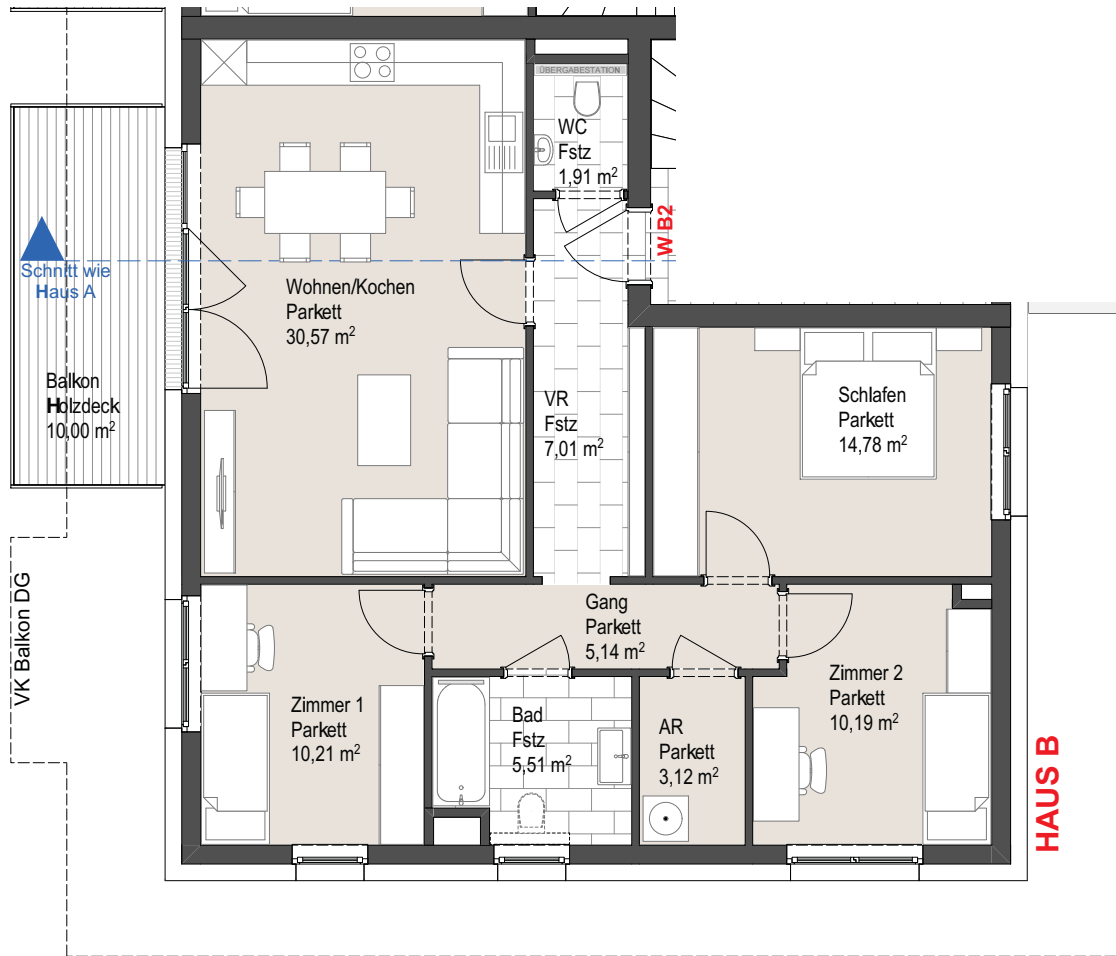 ÜBERGABESTATION
WC
Fstz
1,91 m²
W B2
Schnitt wie
Haus A
Wohnen/Kochen
Parkett
30,57 m²
Balkon
Holzdeck
10,00 m²
VR
Fstz
7,01 m²
Schlafen
Parkett
14,78 m²
VK Balkon DG
Gang
Parkett
5,14 m²
Zimmer 1
Parkett
10,21 m²
Bad
Fstz
5,51 m²
AR
Parkett
3,12 m²
Zimmer 2
Parkett
10,19 m²
HAUS B